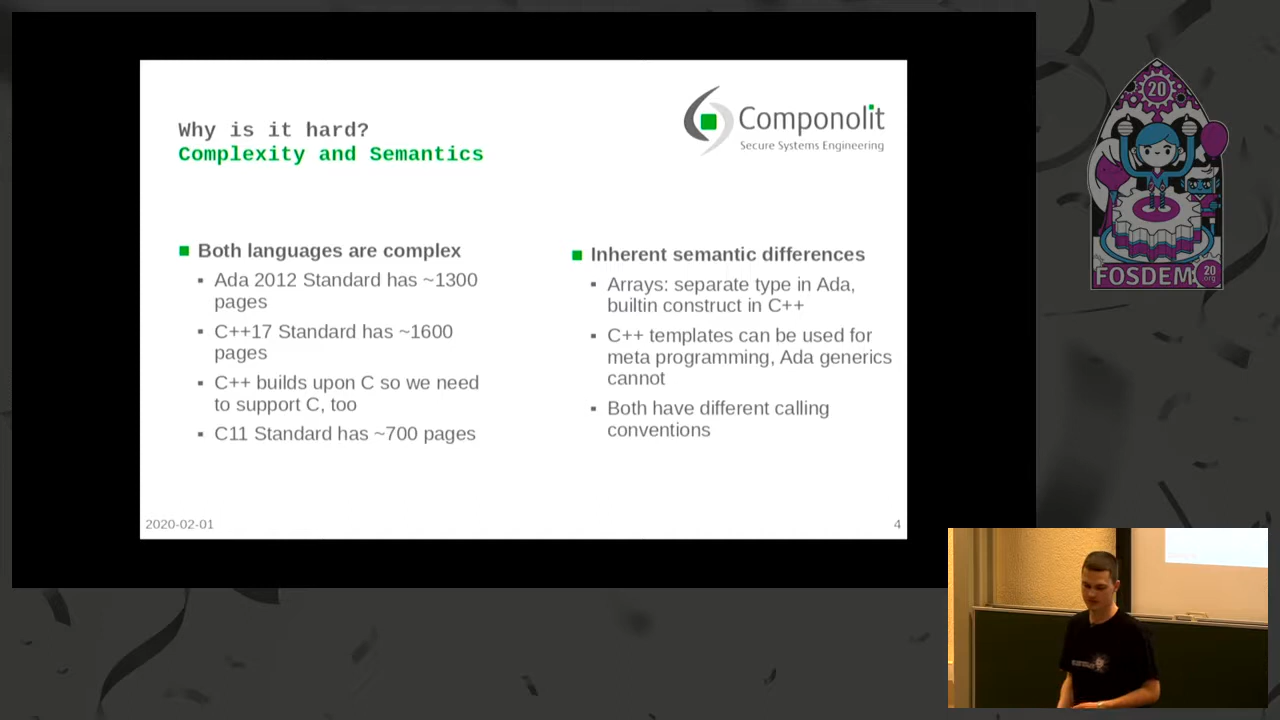 Why is it hard?
Complexity and Semantics
Componolit
Secure Systems Engineering
Both languages are complex
Ada 2012 Standard has ~1300
pages
C++17 Standard has ~1600
pages
C++ builds upon C so we need
to support C, too
C11 Standard has ~700 pages
Inherent semantic differences
Arrays: separate type in Ada,
builtin construct in C++
C++ templates can be used for
meta programming, Ada generics
cannot
Both have different calling
conventions
2020-02-01
4
20
FOSDEM
20
.org